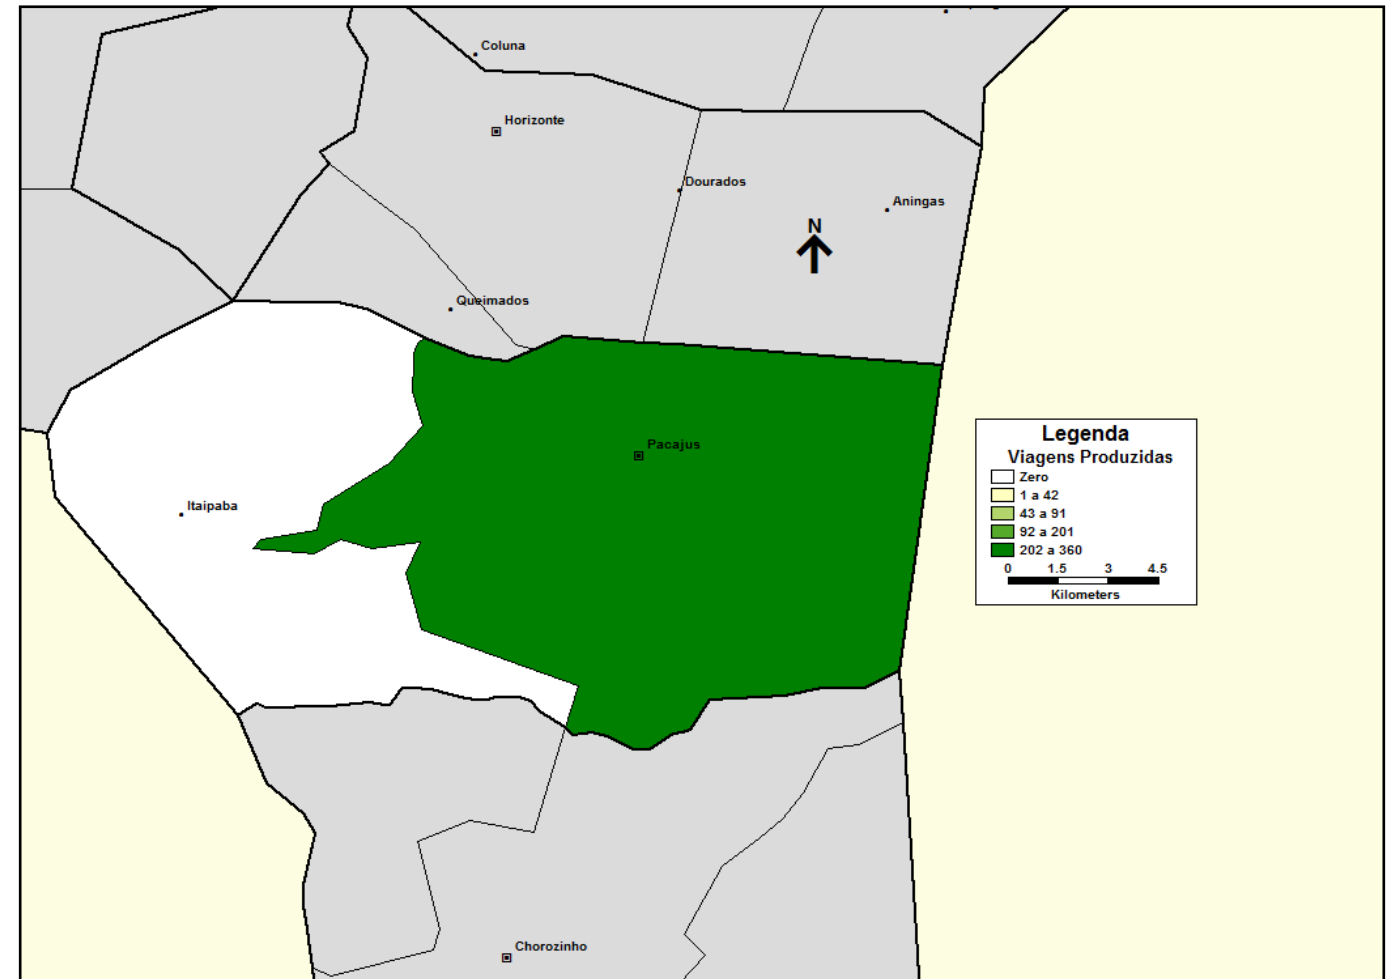 Coluna
Horizonte
Dourados
Aningas
N
Queimados
Pacajus
Itaipaba
Legenda
Viagens Produzidas
Zero
1 a 42
43 a 91
92 a 201
202 a 360
0 1.5 3 4.5
Kilometers
Chorozinho